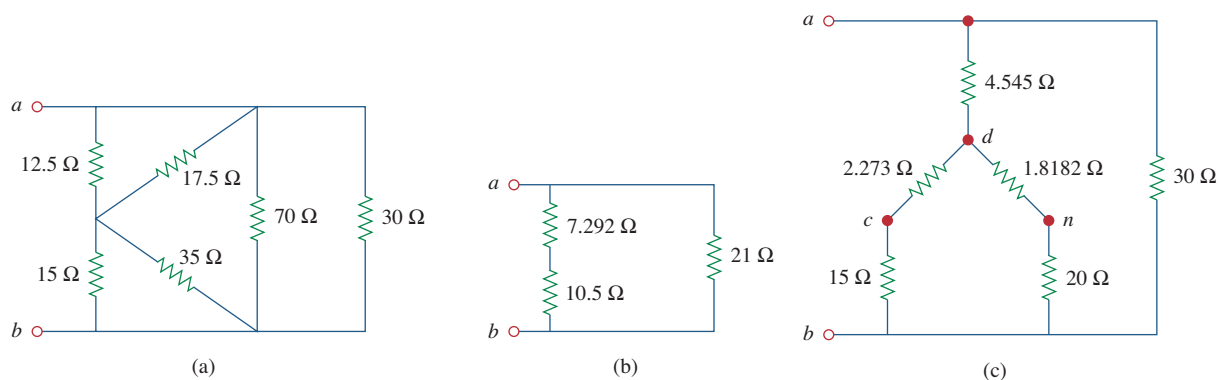 a
12.5 Ω
17.5 Ω
70 Ω
30 Ω
35 Ω
15 Ω
b
(a)
a
7.292 Ω
21 Ω
10.5 Ω
b
(b)
a
4.545 Ω
d
2.273 Ω
1.8182 Ω
30 Ω
c
n
15 Ω
20 Ω
b
(c)